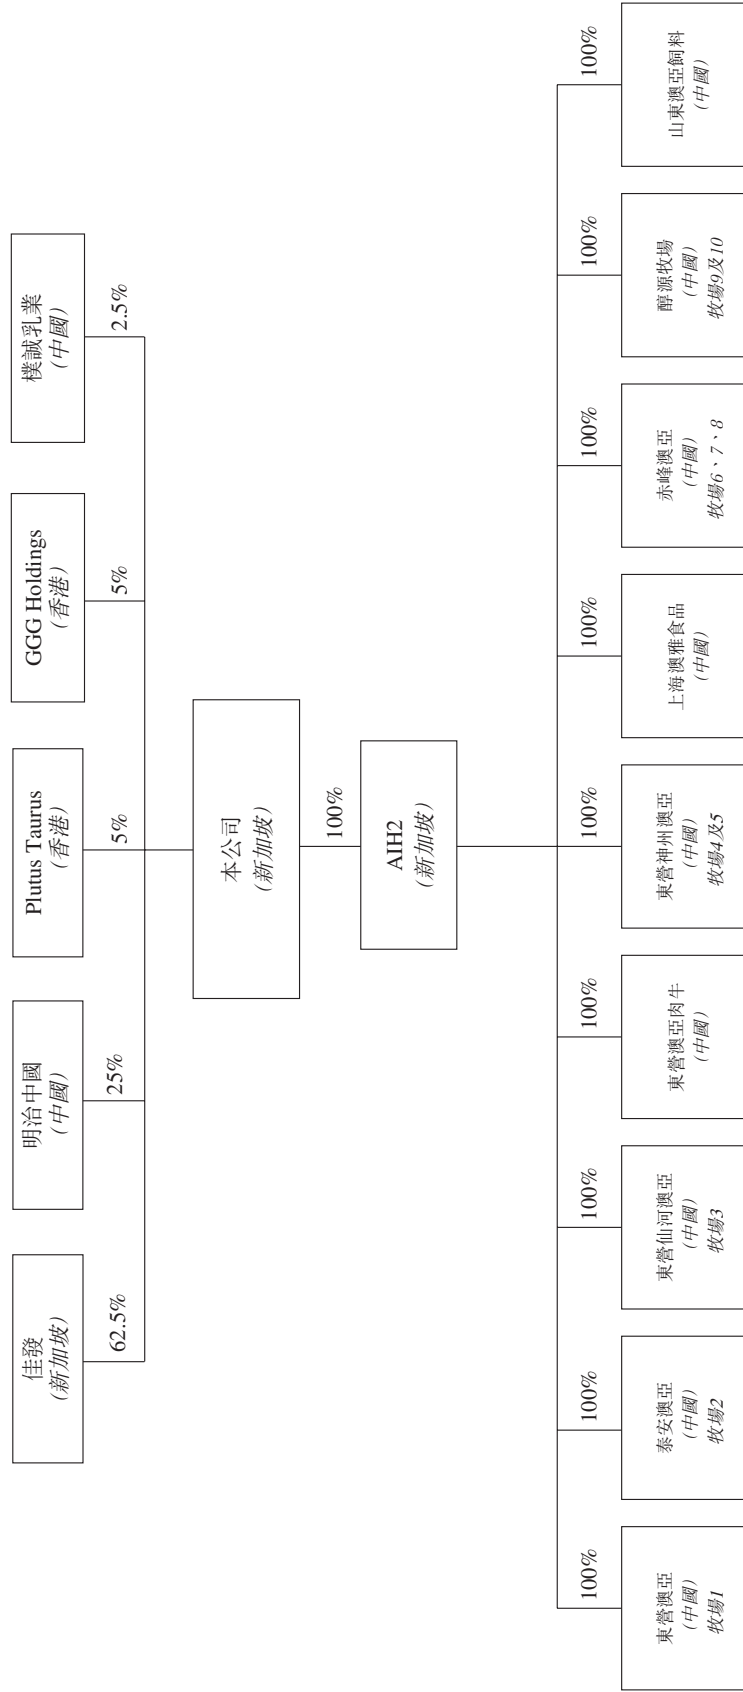 佳發
(新加坡)
62.5%
明治中國
(中國)
25%
Plutus Taurus
(香港)
5%
GGG Holdings
(香港)
5%
樸誠乳業
(中國)
2.5%
本公司
(新加坡)
100%
AIH2
(新加坡)
100%
東營澳亞
(中國)
牧場1
100%
泰安澳亞
(中國)
牧場2
100%
東營仙河澳亞
(中國)
牧場3
100%
東營澳亞肉牛
(中國)
100%
東營神州澳亞
(中國)
牧場4及5
100%
上海澳雅食品
(中國)
100%
赤峰澳亞
(中國)
牧場6、7、8
100%
醇源牧場
(中國)
牧場9及10
100%
山東澳亞飼料
(中國)